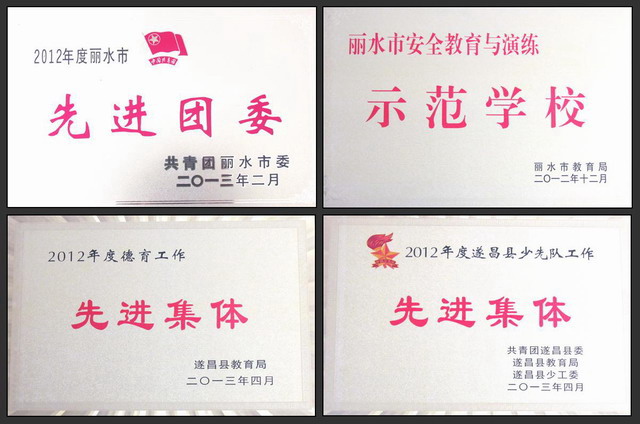 2012年度丽水市
先进团委
共青团丽水市委
二〇一三年二月
丽水市安全教育与演练
示范学校
丽水市教育局
二〇一二年十二月
2012年度德育工作
先进集体
遂昌县教育局
二〇一三年四月
2012年度遂昌县少先队工作
先进集体
共青团遂昌县委
遂昌县教育局
遂昌县少工委
二〇一三年四月